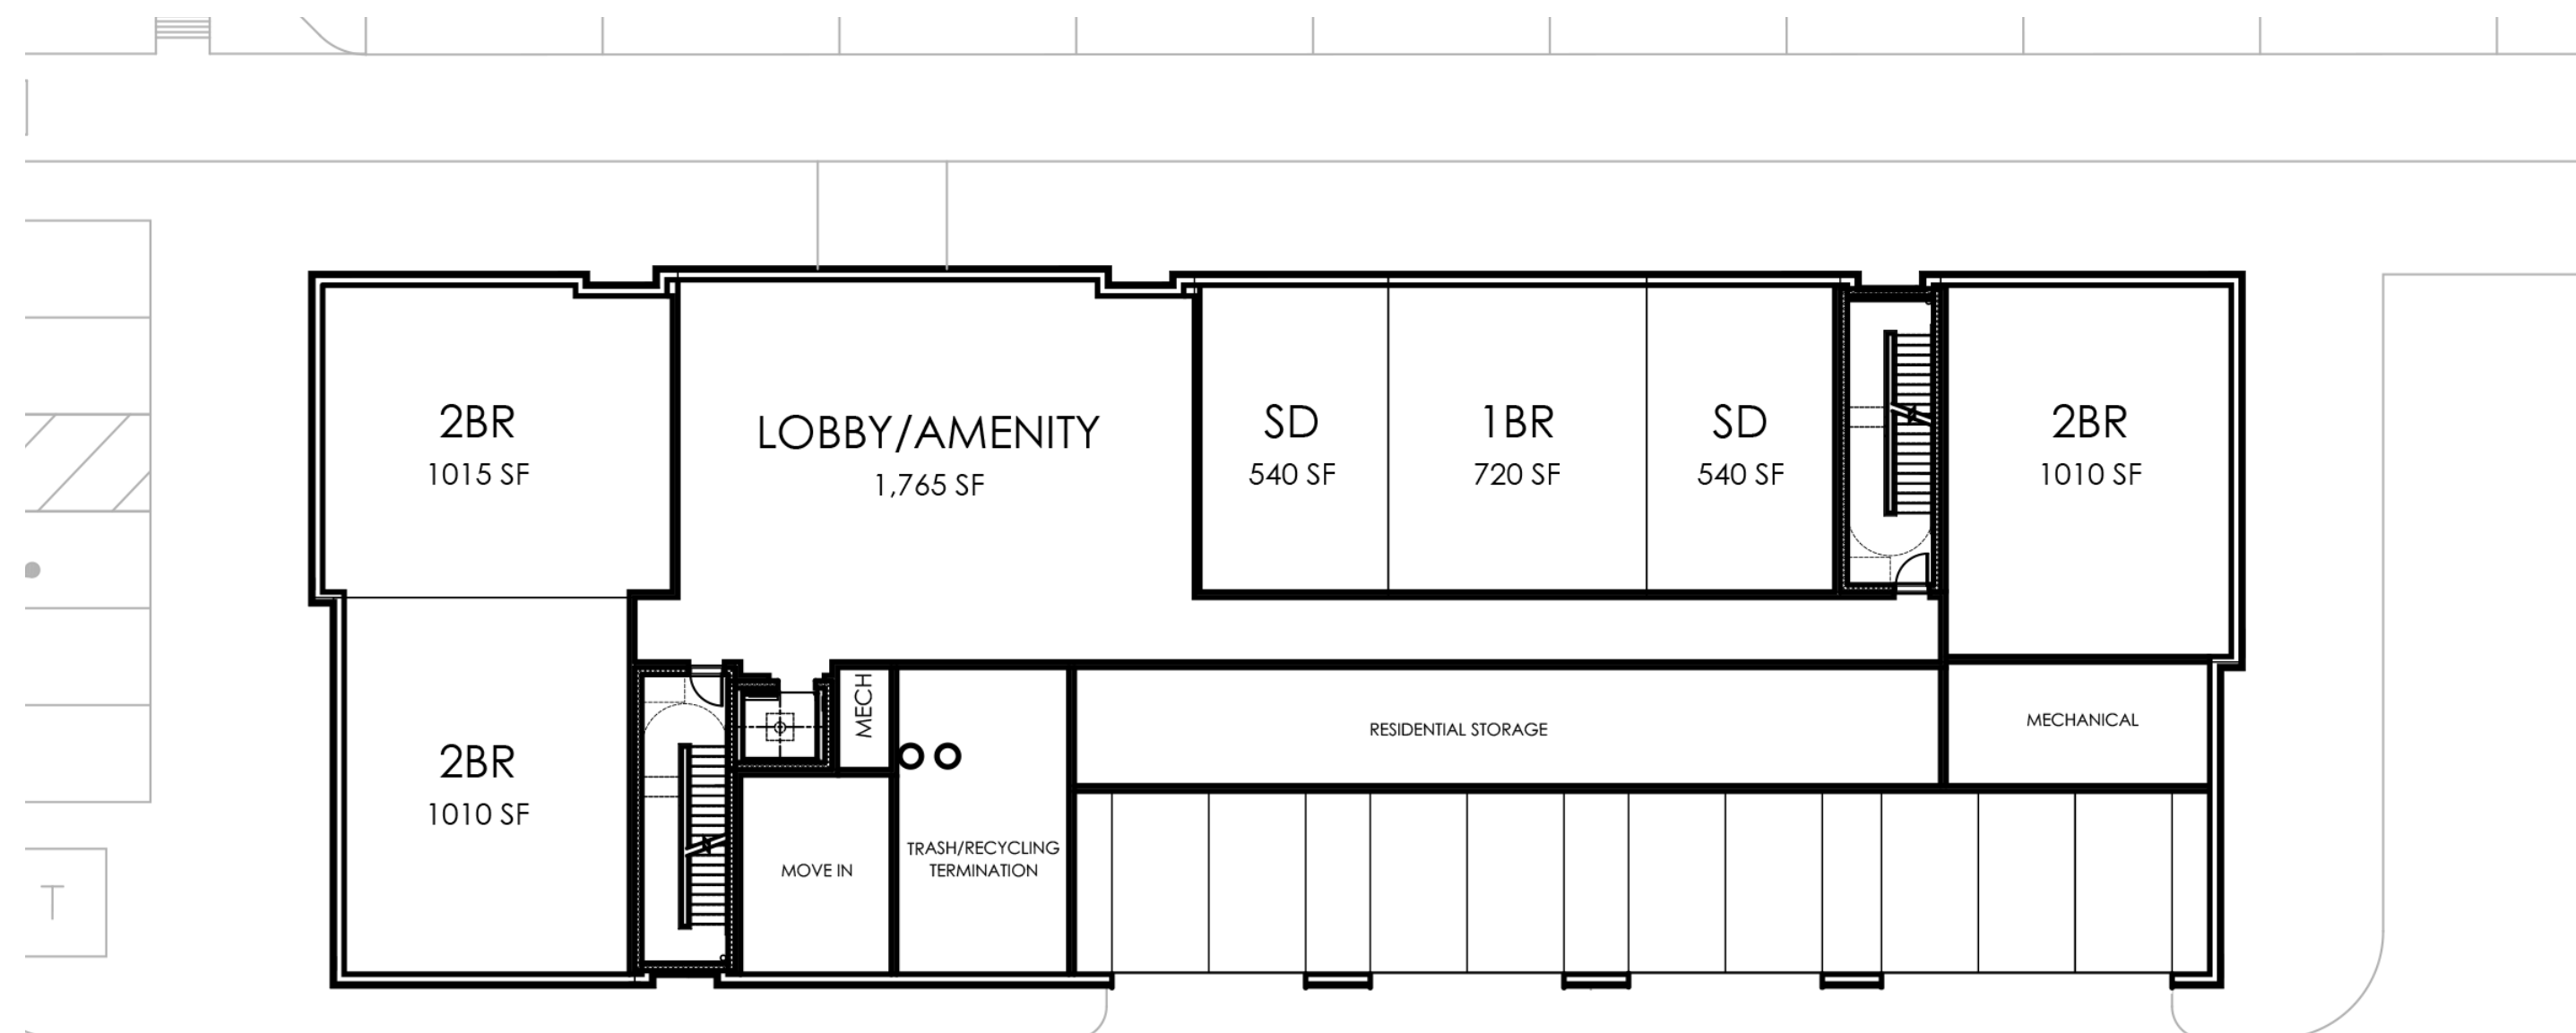 2BR
1015 SF
LOBBY/AMENITY
1,765 SF
SD
540 SF
1BR
720 SF
SD
540 SF
2BR
1010 SF
2BR
1010 SF
MECH
MOVE IN
TRASH/RECYCLING
TERMINATION
RESIDENTIAL STORAGE
MECHANICAL
T